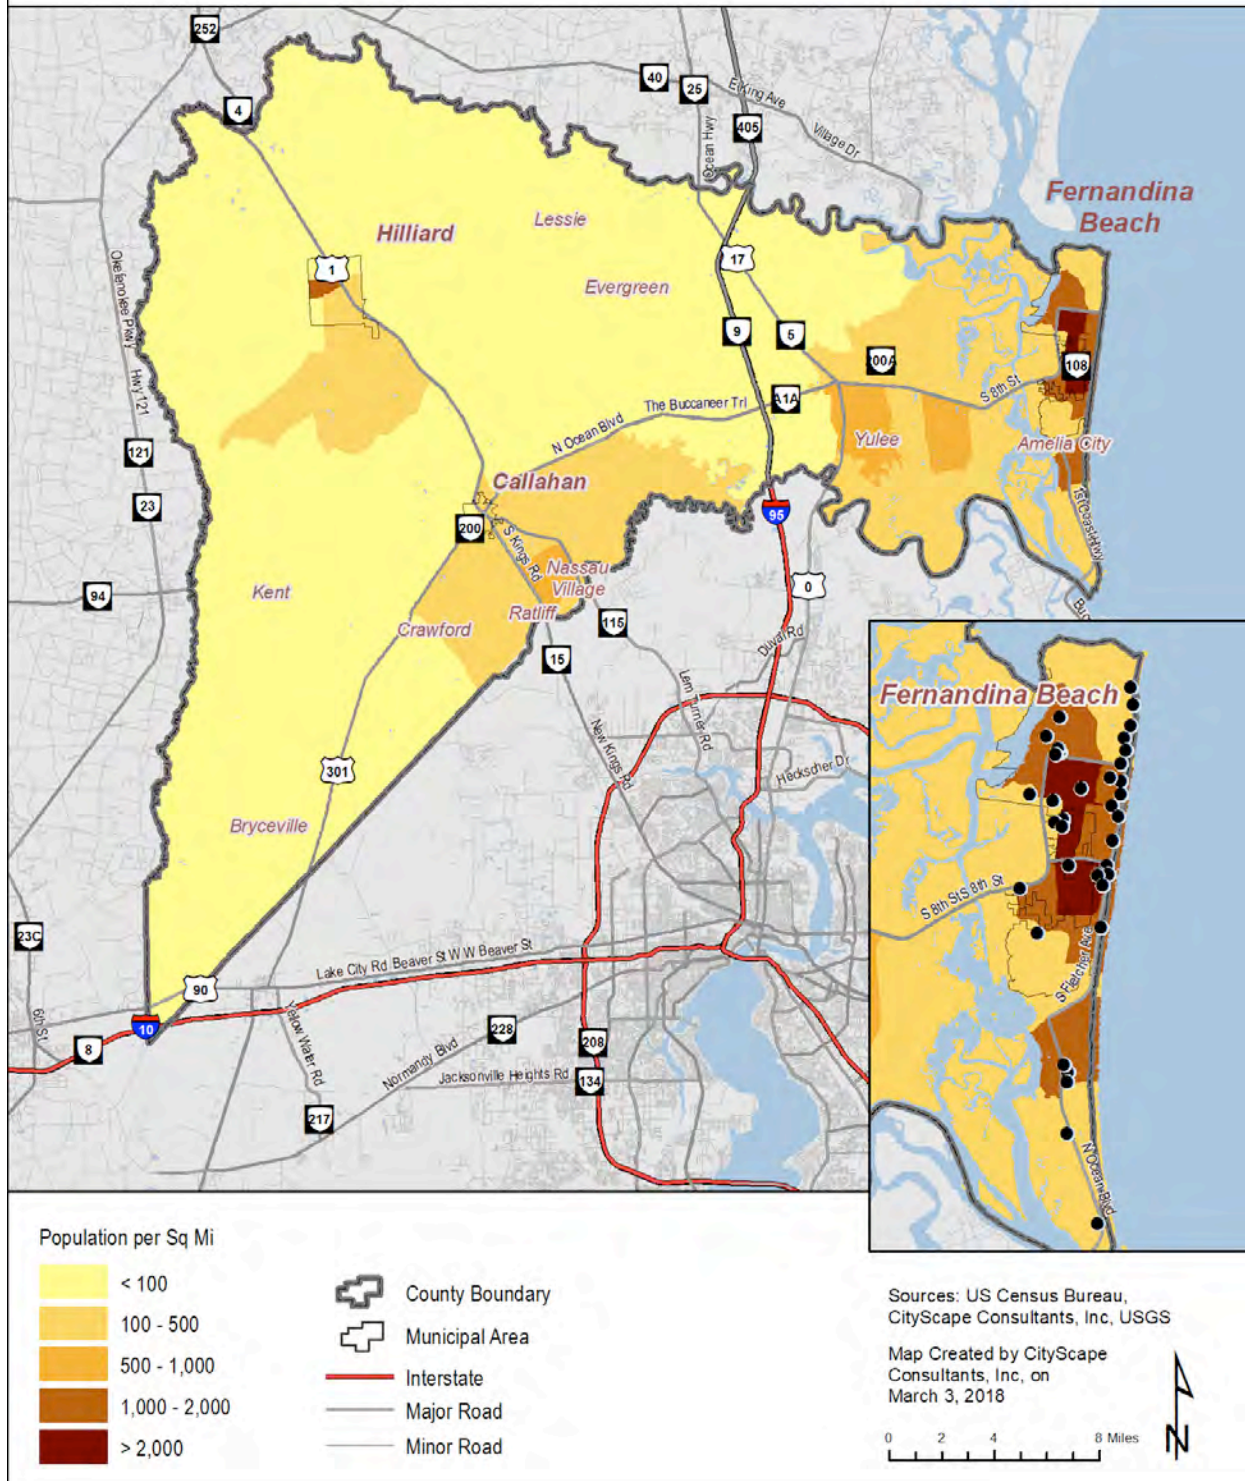 252
40
25
E King Ave
4
405
Village Dr
Ocean Hwy
Fernandina
Beach
Lessie
Hilliard
17
1
Evergreen
Okefenokee Pkwy
9
5
200A
108
Hwy 121
S 8th St
A1A
The Buccaneer Trl
N Ocean Blvd
Yulee
Amelia City
121
Callahan
23
95
1st Coast Hwy
200
S Kings Rd
Nassau
Village
94
Kent
0
Ratliff
Crawford
115
Duval Rd
15
Lem Turner Rd
New Kings Rd
301
Heckscher Dr
Bryceville
23C
Lake City Rd
Beaver St W
W Beaver St
90
6th St
10
8
Yellow Water Rd
228
Normandy Blvd
208
Jacksonville Heights Rd
134
217
Fernandina Beach
S 8th St
S 8th St
S Fletcher Ave
N Ocean Blvd
Population per Sq Mi
< 100
100 - 500
500 - 1,000
1,000 - 2,000
> 2,000
County Boundary
Municipal Area
Interstate
Major Road
Minor Road
Sources: US Census Bureau,
CityScape Consultants, Inc, USGS
Map Created by CityScape
Consultants, Inc, on
March 3, 2018
0 2 4 8 Miles
N